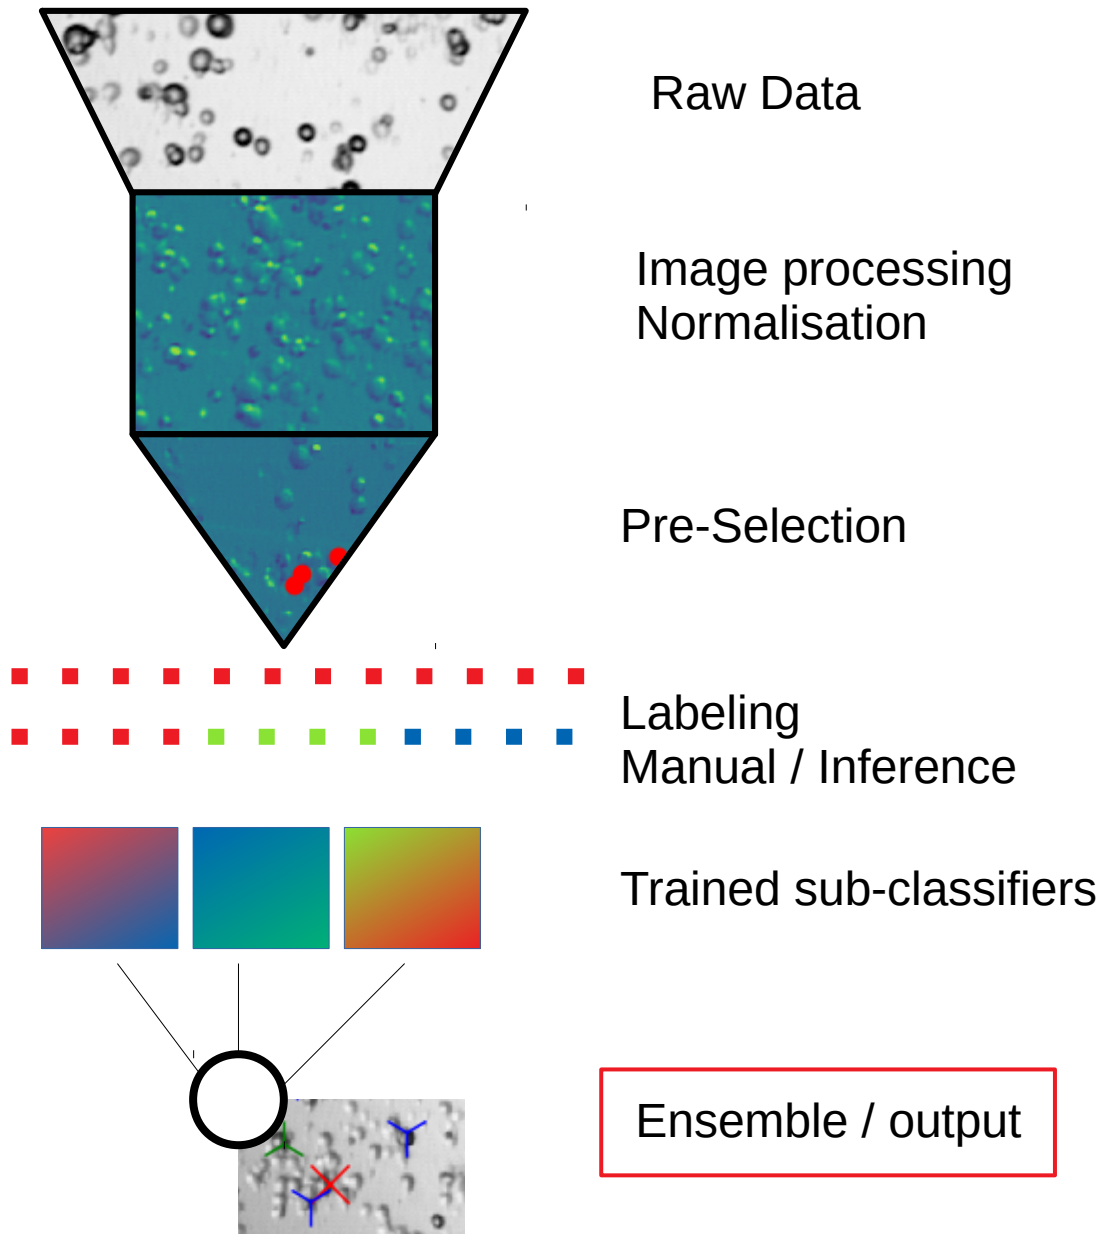 Raw Data
Image processing
Normalisation
Pre-Selection
Labeling
Manual / Inference
Trained sub-classifiers
Ensemble / output